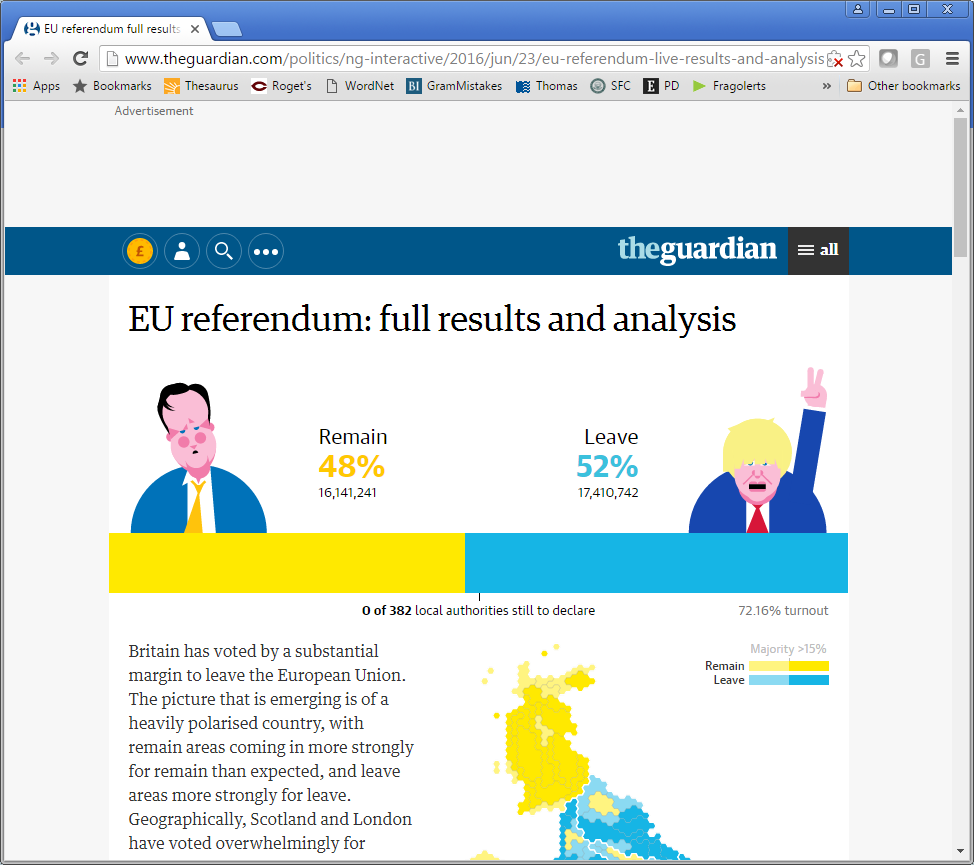 EU referendum full results
www.theguardian.com/politics/ng-interactive/2016/jun/23/eu-referendum-live-results-and-analysis
Apps Bookmarks Thesaurus Roget's WordNet BI GramMistakes Thomas SFC E PD Fragolerts » Other bookmarks
Advertisement
£ theguardian all
EU referendum: full results and analysis
Remain Leave
48% 52%
16,141,241 17,410,742
0 of 382 local authorities still to declare 72.16% turnout
Majority >15%
Remain
Leave
Britain has voted by a substantial
margin to leave the European Union.
The picture that is emerging is of a
heavily polarised country, with
remain areas coming in more strongly
for remain than expected, and leave
areas more strongly for leave.
Geographically, Scotland and London
have voted overwhelmingly for